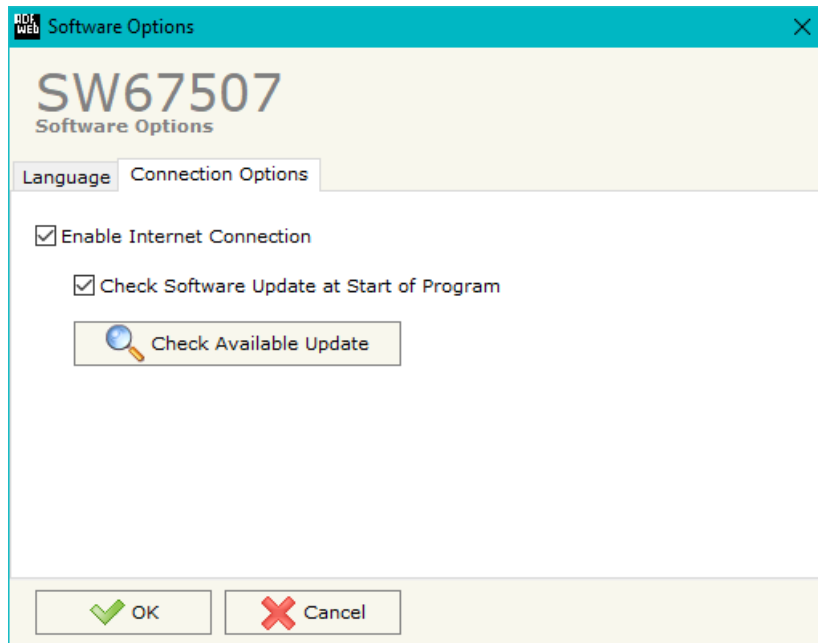 ADF
WEB
Software Options
SW67507
Software Options
Language
Connection Options
Enable Internet Connection
Check Software Update at Start of Program
Check Available Update
OK
Cancel